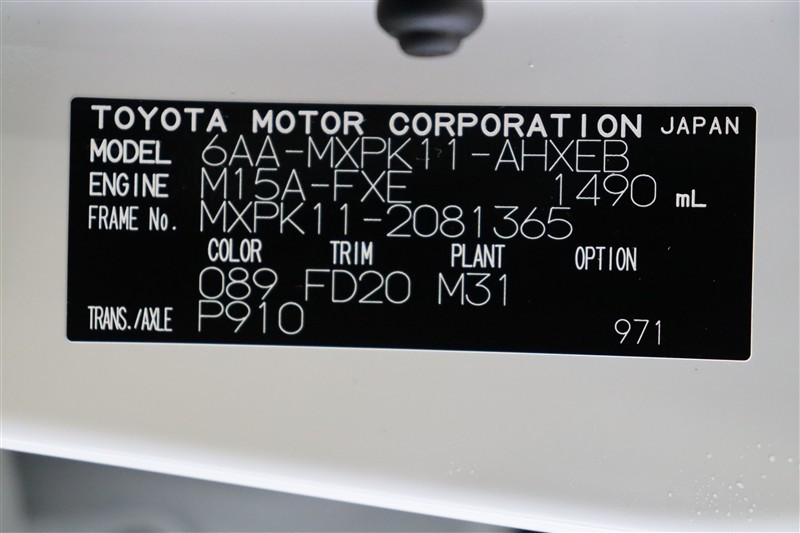 TOYOTA MOTOR CORPORATION JAPAN
MODEL 6AA-MXPK11-AHXEB
ENGINE M15A-FXE 1490 mL
FRAME No. MXPK11-2081365
COLOR TRIM PLANT OPTION
089 FD20 M31
TRANS./AXLE P910 971